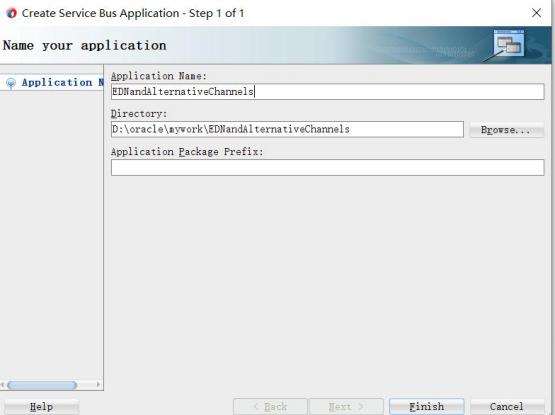 Create Service Bus Application - Step 1 of 1
Name your application
Application N
Application Name:
EDNandAlternativeChannels
Directory:
D:\oracle\mywork\EDNandAlternativeChannels
Browse...
Application Package Prefix:
Help
< Back
Next >
Finish
Cancel